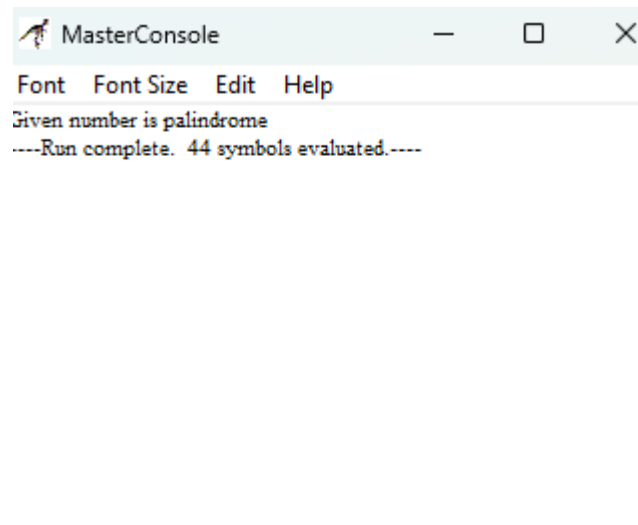 MasterConsole
Font Font Size Edit Help
Given number is palindrome
----Run complete.  44 symbols evaluated.----